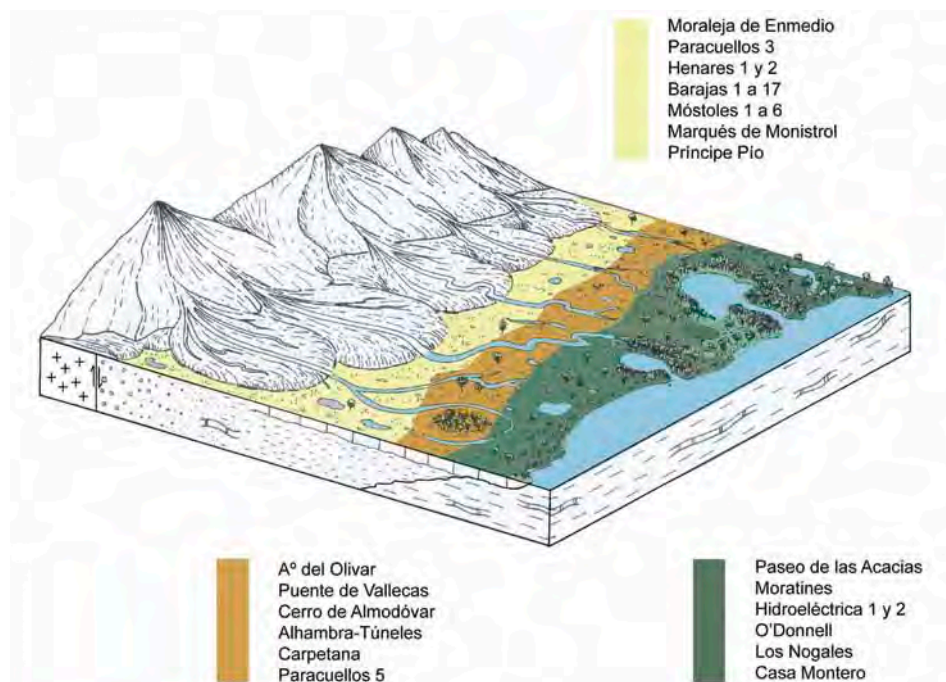 Moraleja de Enmedio
Paracuellos 3
Henares 1 y 2
Barajas 1 a 17
Móstoles 1 a 6
Marqués de Monistrol
Príncipe Pío
Aº del Olivar
Puente de Vallecas
Cerro de Almodóvar
Alhambra-Túneles
Carpetana
Paracuellos 5
Paseo de las Acacias
Moratines
Hidroeléctrica 1 y 2
O'Donnell
Los Nogales
Casa Montero